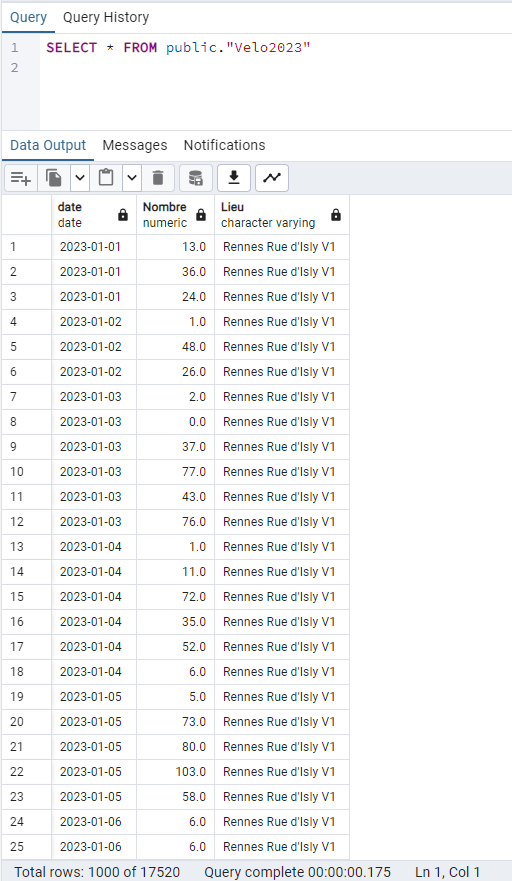 Query Query History
1 SELECT * FROM public."Velo2023"
2
Data Output Messages Notifications
date Nombre Lieu
date numeric character varying
1 2023-01-01 13.0 Rennes Rue d'Isly V1
2 2023-01-01 36.0 Rennes Rue d'Isly V1
3 2023-01-01 24.0 Rennes Rue d'Isly V1
4 2023-01-02 1.0 Rennes Rue d'Isly V1
5 2023-01-02 48.0 Rennes Rue d'Isly V1
6 2023-01-02 26.0 Rennes Rue d'Isly V1
7 2023-01-03 2.0 Rennes Rue d'Isly V1
8 2023-01-03 0.0 Rennes Rue d'Isly V1
9 2023-01-03 37.0 Rennes Rue d'Isly V1
10 2023-01-03 77.0 Rennes Rue d'Isly V1
11 2023-01-03 43.0 Rennes Rue d'Isly V1
12 2023-01-03 76.0 Rennes Rue d'Isly V1
13 2023-01-04 1.0 Rennes Rue d'Isly V1
14 2023-01-04 11.0 Rennes Rue d'Isly V1
15 2023-01-04 72.0 Rennes Rue d'Isly V1
16 2023-01-04 35.0 Rennes Rue d'Isly V1
17 2023-01-04 52.0 Rennes Rue d'Isly V1
18 2023-01-04 6.0 Rennes Rue d'Isly V1
19 2023-01-05 5.0 Rennes Rue d'Isly V1
20 2023-01-05 73.0 Rennes Rue d'Isly V1
21 2023-01-05 80.0 Rennes Rue d'Isly V1
22 2023-01-05 103.0 Rennes Rue d'Isly V1
23 2023-01-05 58.0 Rennes Rue d'Isly V1
24 2023-01-06 6.0 Rennes Rue d'Isly V1
25 2023-01-06 6.0 Rennes Rue d'Isly V1
Total rows: 1000 of 17520 Query complete 00:00:00.175 Ln 1, Col 1